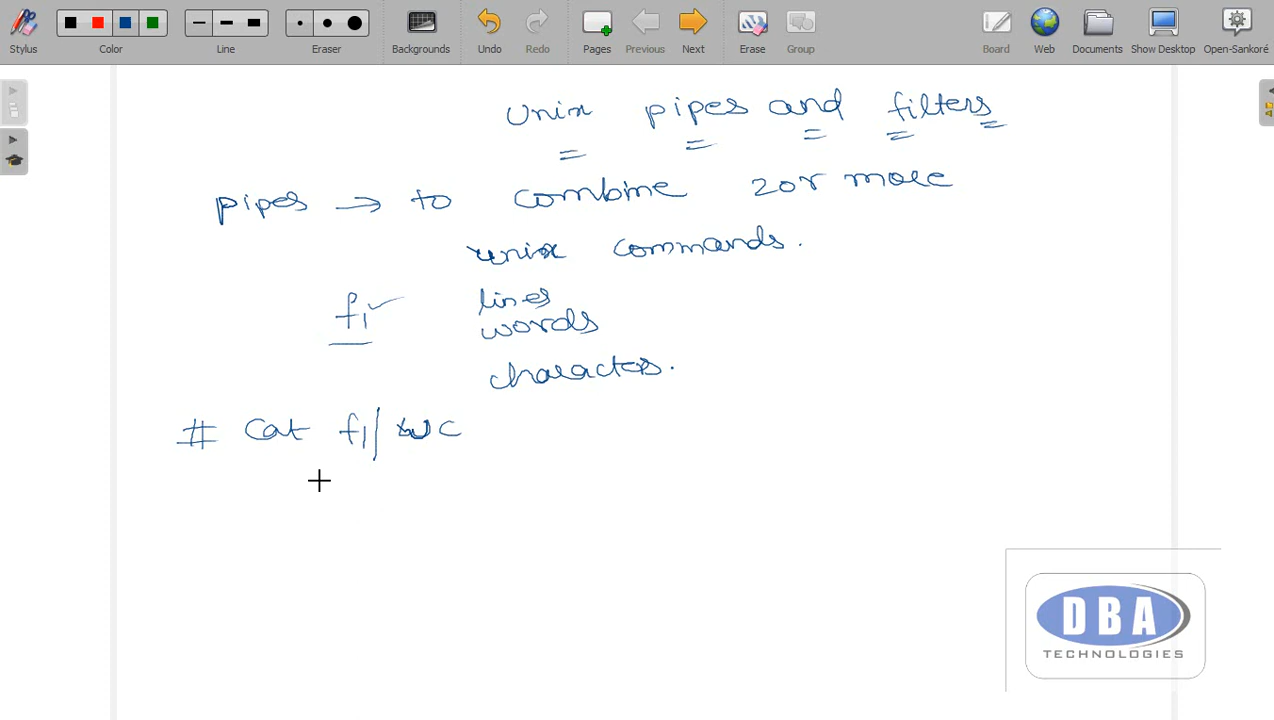 Stylus Color Line Eraser Backgrounds Undo Redo Pages Previous Next Erase Group Board Web Documents Show Desktop Open-Sankoré
unix pipes and filters
pipes → to combine 2 or more
unix commands.
f1 ✓ lines
words
characters.
# Cat f1 | wc
DBA
TECHNOLOGIES